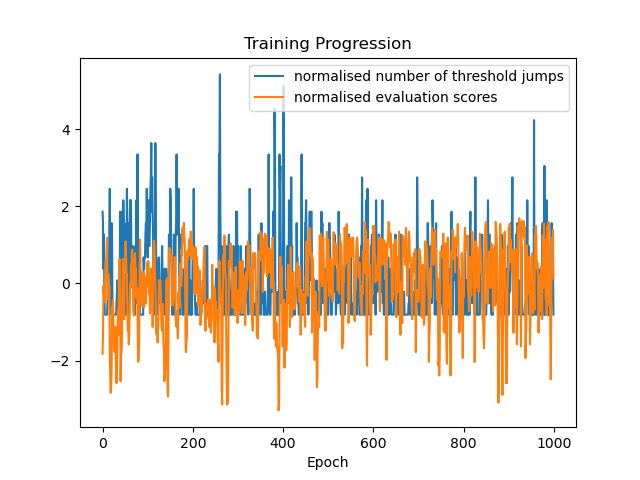 Training Progression
normalised number of threshold jumps
normalised evaluation scores
4
2
0
−2
0 200 400 600 800 1000
Epoch